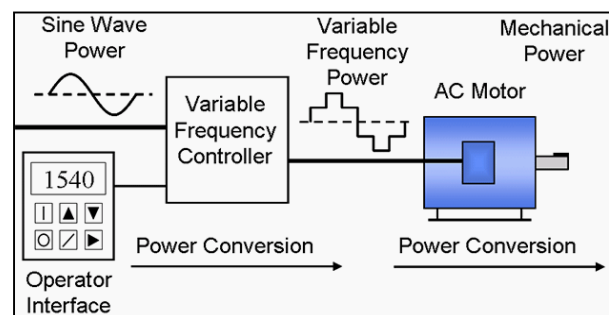 Sine Wave
Power
Variable
Frequency
Power
Mechanical
Power
AC Motor
Variable
Frequency
Controller
1540
Operator
Interface
Power Conversion
Power Conversion